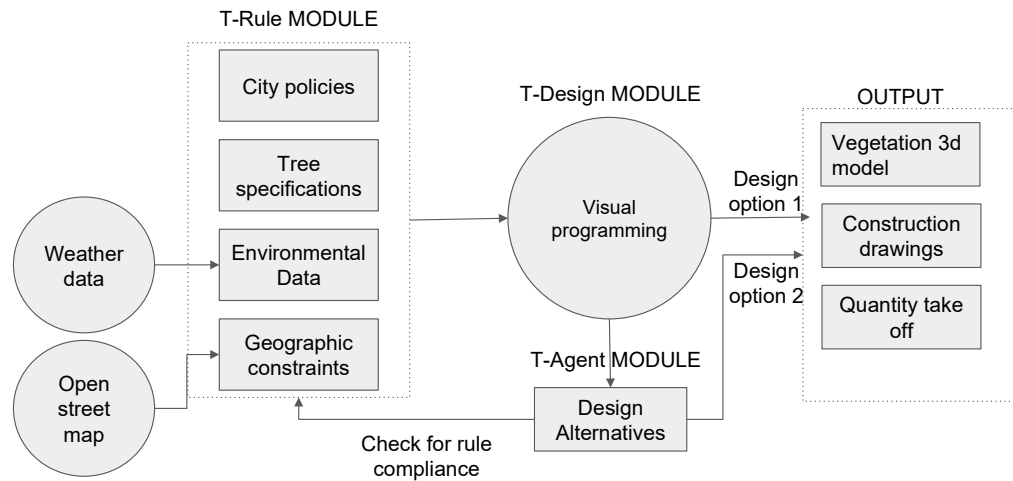 T-Rule MODULE
City policies
Tree
specifications
Environmental
Data
Geographic
constraints
Weather
data
Open
street
map
T-Design MODULE
Visual
programming
T-Agent MODULE
Design
Alternatives
Check for rule
compliance
Design
option 1
Design
option 2
OUTPUT
Vegetation 3d
model
Construction
drawings
Quantity take
off